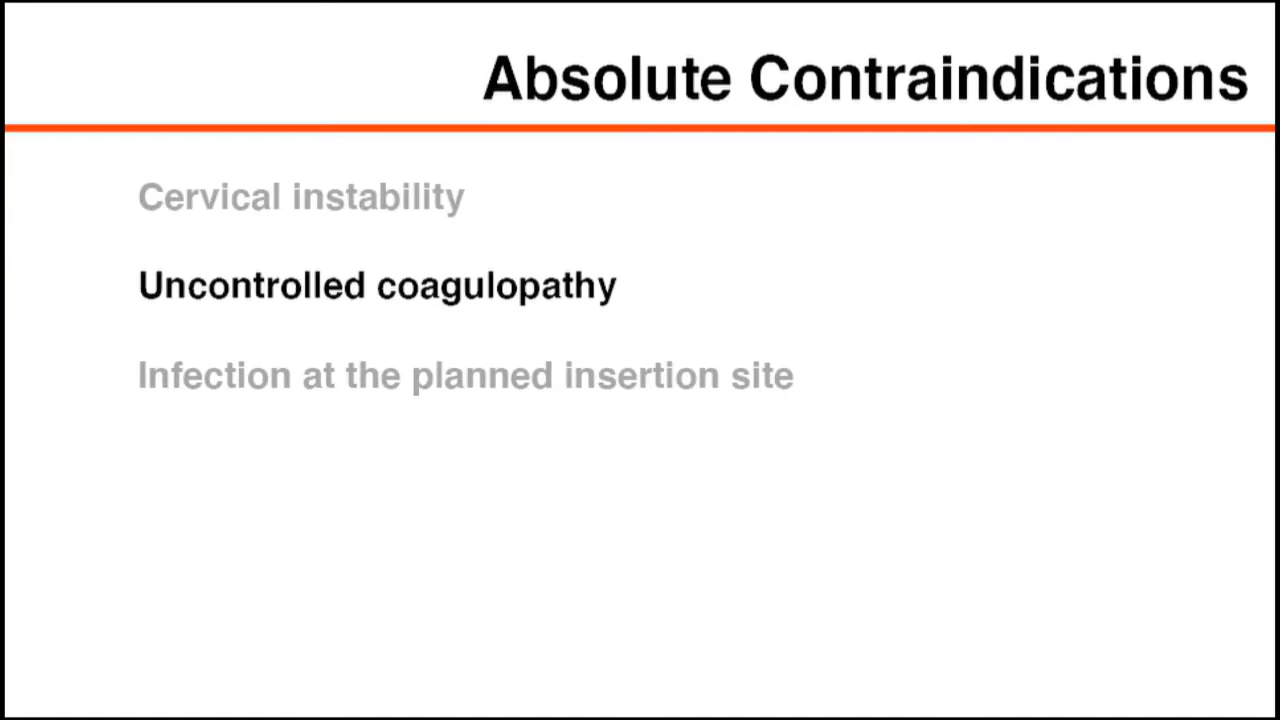 Absolute Contraindications
Cervical instability
Uncontrolled coagulopathy
Infection at the planned insertion site